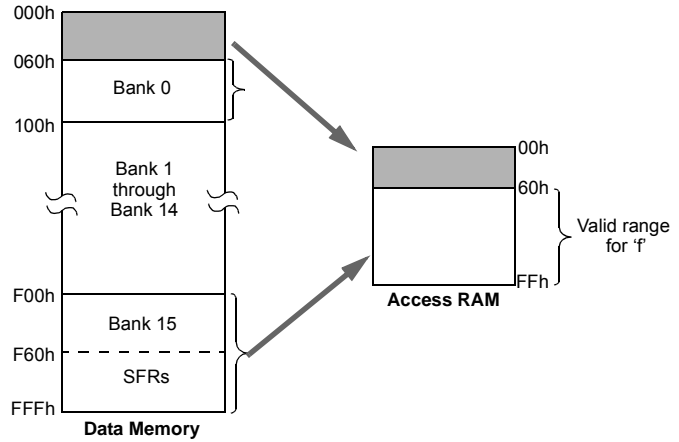 000h
060h
Bank 0
100h
Bank 1
through
Bank 14
F00h
Bank 15
F60h
SFRs
FFFh
Data Memory
00h
60h
Valid range
for ‘f’
FFh
Access RAM